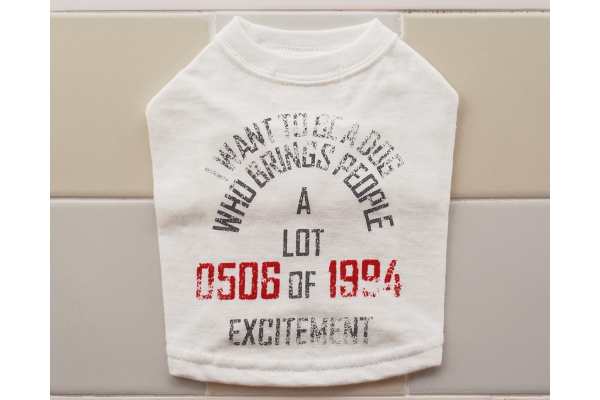 I WANT TO BE A DOG
WHO BRINGS PEOPLE
A
LOT
0506 OF 1994
EXCITEMENT